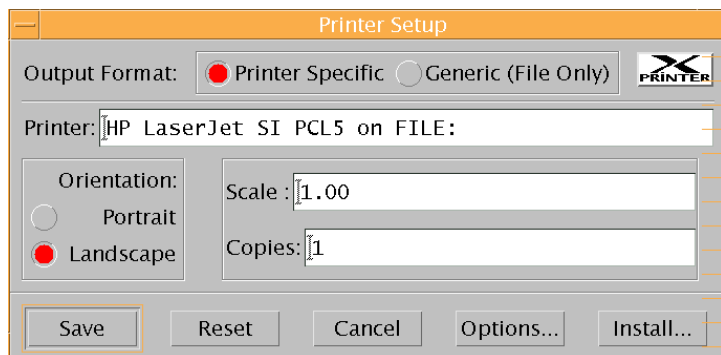 Printer Setup
Output Format: Printer Specific Generic (File Only) X PRINTER
Printer: HP LaserJet SI PCL5 on FILE:
Orientation:
Portrait
Landscape
Scale : 1.00
Copies: 1
Save Reset Cancel Options... Install...